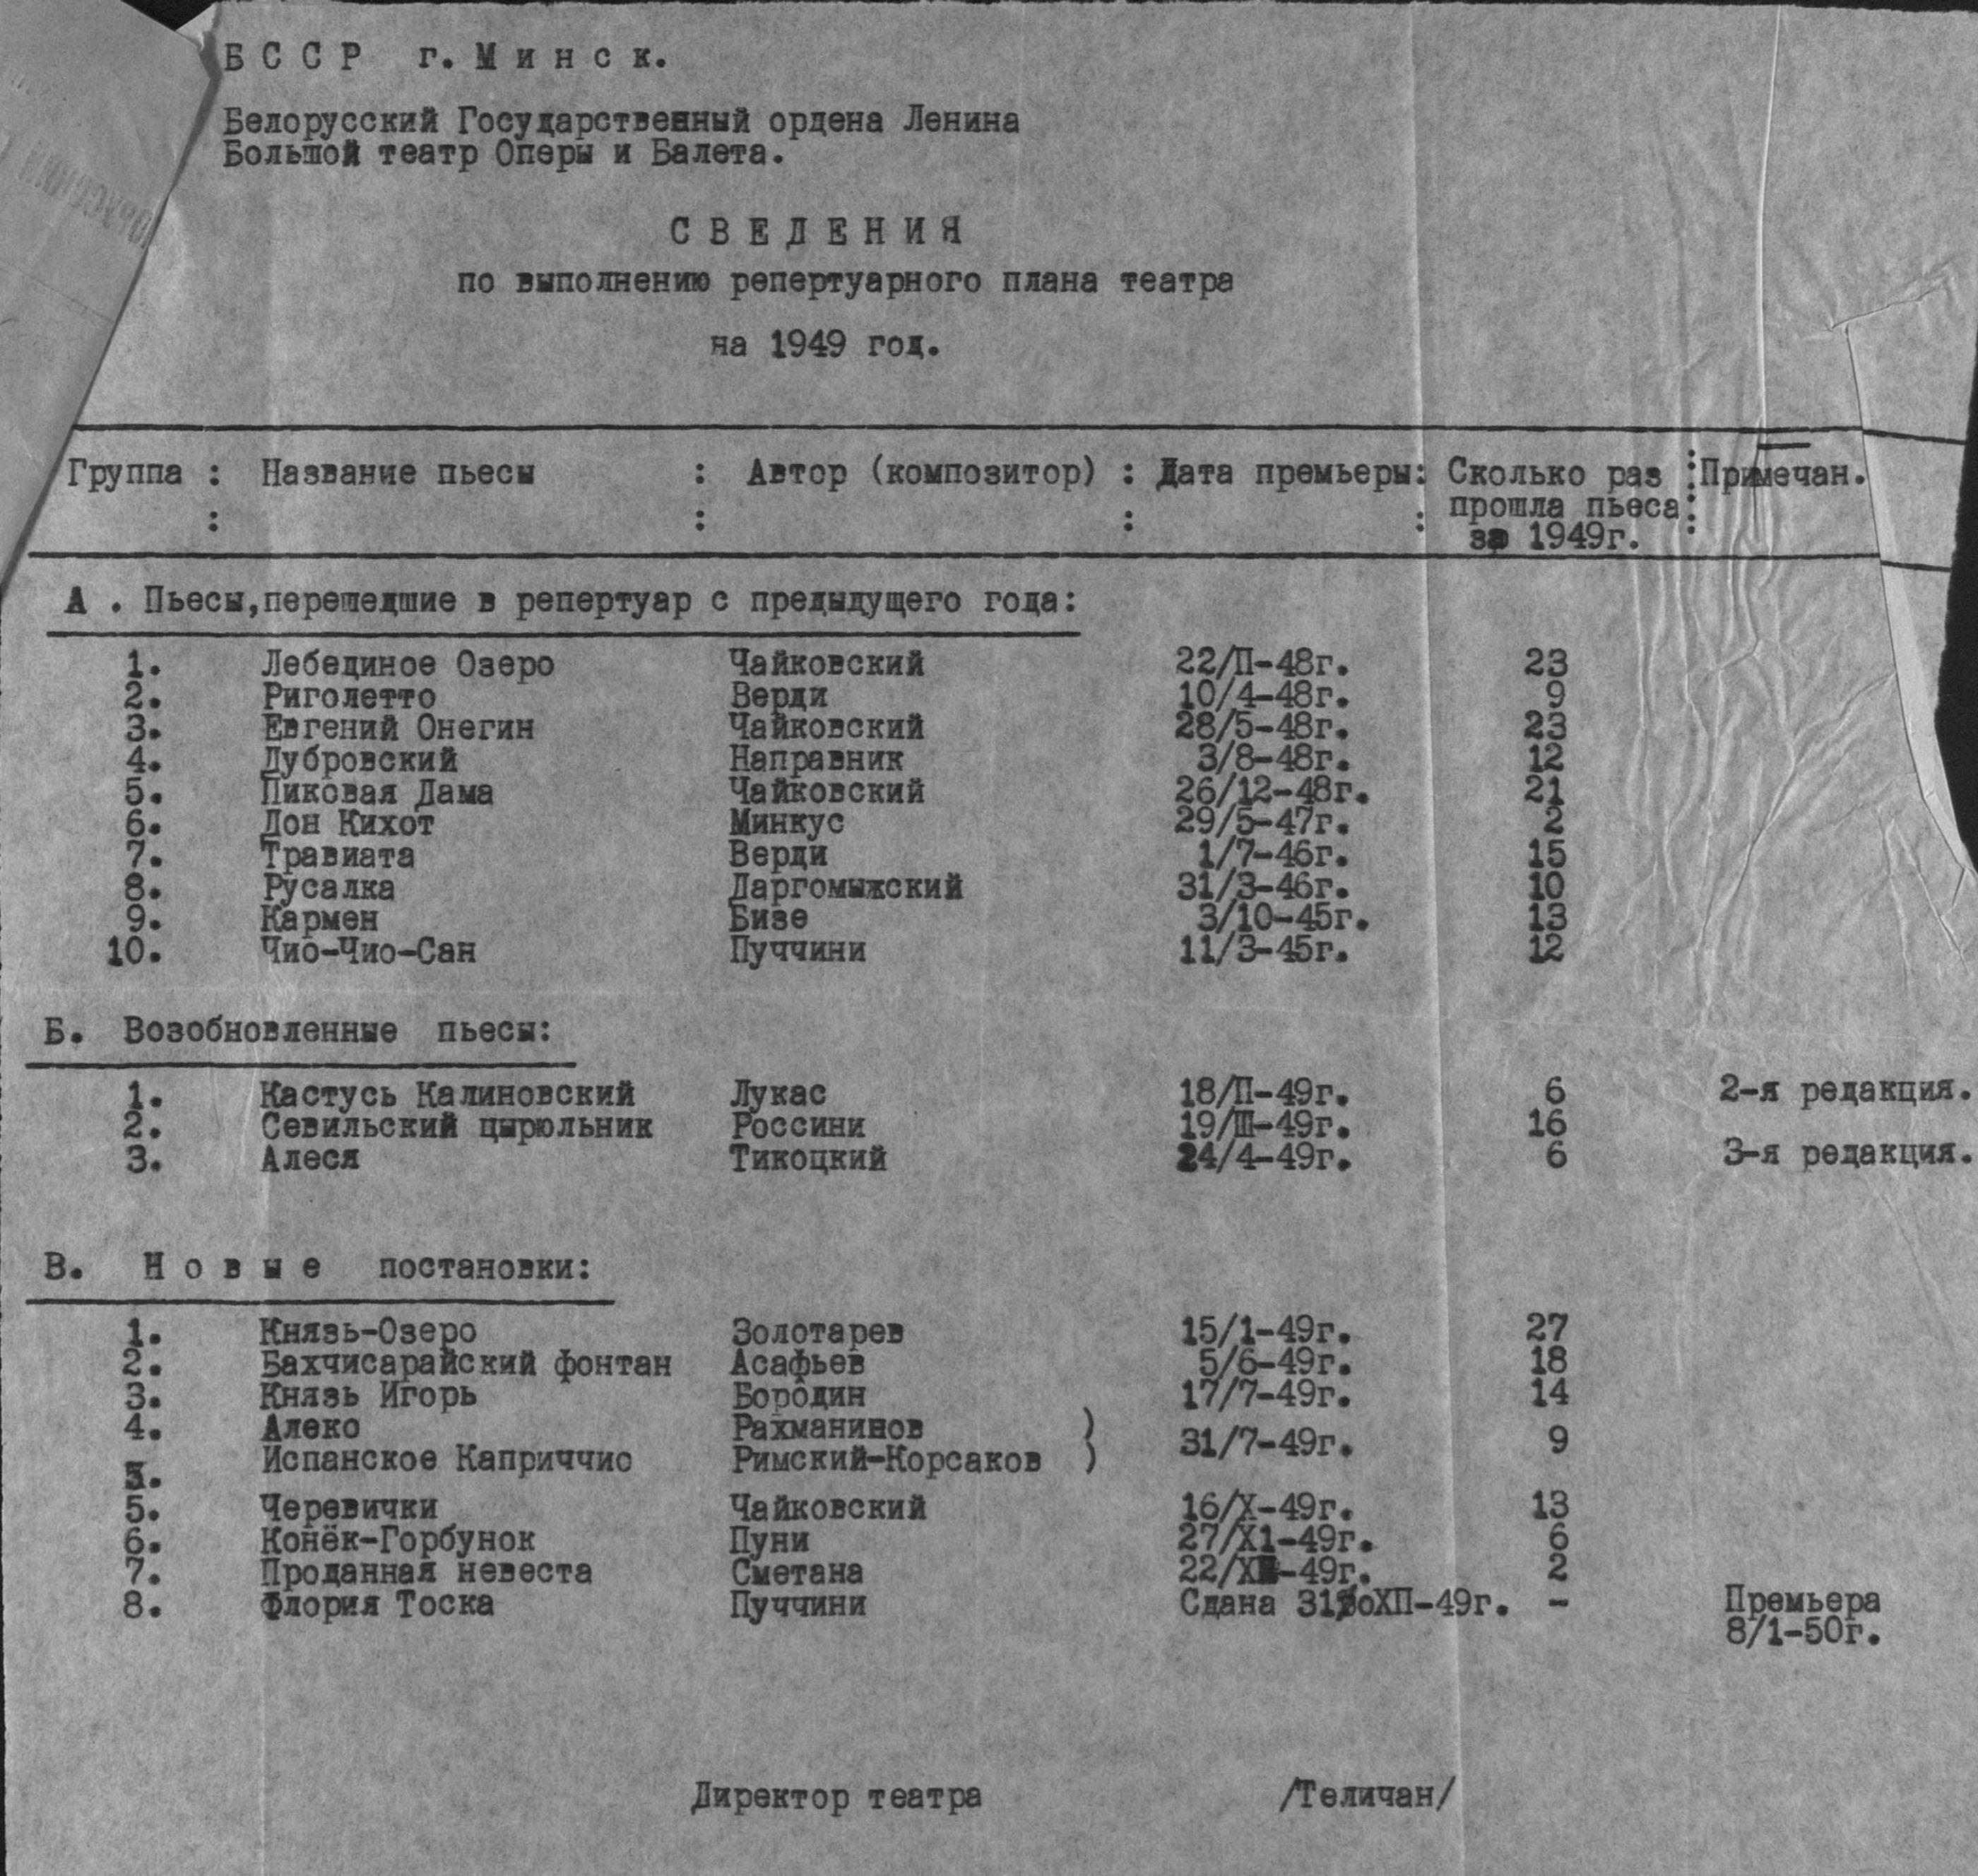 БССР г. Минск.
Белорусский Государственный ордена Ленина
Большой театр Оперы и Балета.
СВЕДЕНИЯ
по выполнению репертуарного плана театра
на 1949 год.
Группа : Название пьесы : Автор (композитор) : Дата премьеры: Сколько раз : Примечан.
: : : : прошла пьеса :
за 1949г. :
А . Пьесы,перешедшие в репертуар с предыдущего года:
1. Лебединое Озеро Чайковский 22/П-48г. 23
2. Риголетто Верди 10/4-48г. 9
3. Евгений Онегин Чайковский 28/5-48г. 23
4. Дубровский Направник 3/8-48г. 12
5. Пиковая Дама Чайковский 26/12-48г. 21
6. Дон Кихот Минкус 29/5-47г. 2
7. Травиата Верди 1/7-46г. 15
8. Русалка Даргомыжский 31/3-46г. 10
9. Кармен Бизе 3/10-45г. 13
10. Чио-Чио-Сан Пуччини 11/3-45г. 12
Б. Возобновленные пьесы:
1. Кастусь Калиновский Лукас 18/П-49г. 6 2-я редакция.
2. Севильский цырюльник Россини 19/Ш-49г. 16
3. Алеся Тикоцкий 24/4-49г. 6 3-я редакция.
В. Новые постановки:
1. Князь-Озеро Золотарев 15/1-49г. 27
2. Бахчисарайский фонтан Асафьев 5/6-49г. 18
3. Князь Игорь Бородин 17/7-49г. 14
4. Алеко Рахманинов )
31/7-49г. 9
Испанское Каприччио Римский-Корсаков )
5. Черевички Чайковский 16/Х-49г. 13
6. Конёк-Горбунок Пуни 27/Х1-49г. 6
7. Проданная невеста Сметана 22/ -49г. 2
8. Флория Тоска Пуччини Сдана ХП-49г. - Премьера
8/1-50г.
Директор театра /Теличан/